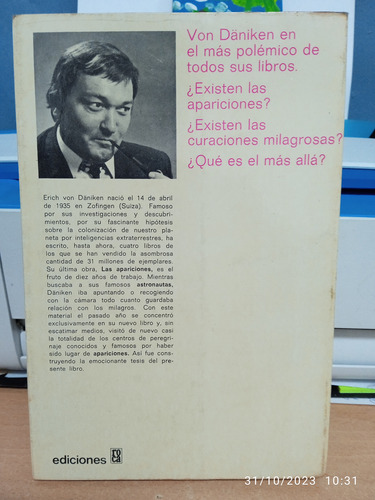 Von Däniken en
el más polémico de
todos sus libros.
¿Existen las
apariciones?
¿Existen las
curaciones milagrosas?
¿Qué es el más allá?
Erich von Däniken nació el 14 de abril
de 1935 en Zofingen (Suiza). Famoso
por sus investigaciones y descubri-
mientos, por su fascinante hipótesis
sobre la colonización de nuestro pla-
neta por inteligencias extraterrestres, ha
escrito, hasta ahora, cuatro libros de
los que se han vendido la asombrosa
cantidad de 31 millones de ejemplares.
Su última obra, Las apariciones, es el
fruto de diez años de trabajo. Mientras
buscaba a sus famosos astronautas,
Däniken iba apuntando o recogiendo
con la cámara todo cuanto guardaba
relación con los milagros. Con este
material el pasado año se concentró
exclusivamente en su nuevo libro y, sin
escatimar medios, visitó de nuevo casi
la totalidad de los centros de peregri-
naje conocidos y famosos por haber
sido lugar de apariciones. Así fue cons-
truyendo la emocionante tesis del pre-
sente libro.
ediciones roca
31/10/2023 10:31